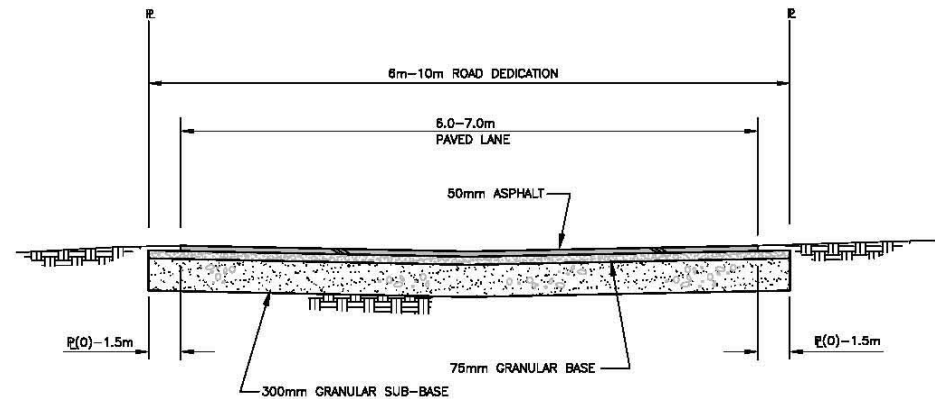 ℄ ℄
6m-10m ROAD DEDICATION
6.0-7.0m
PAVED LANE
50mm ASPHALT
℄(0)-1.5m ℄(0)-1.5m
75mm GRANULAR BASE
300mm GRANULAR SUB-BASE